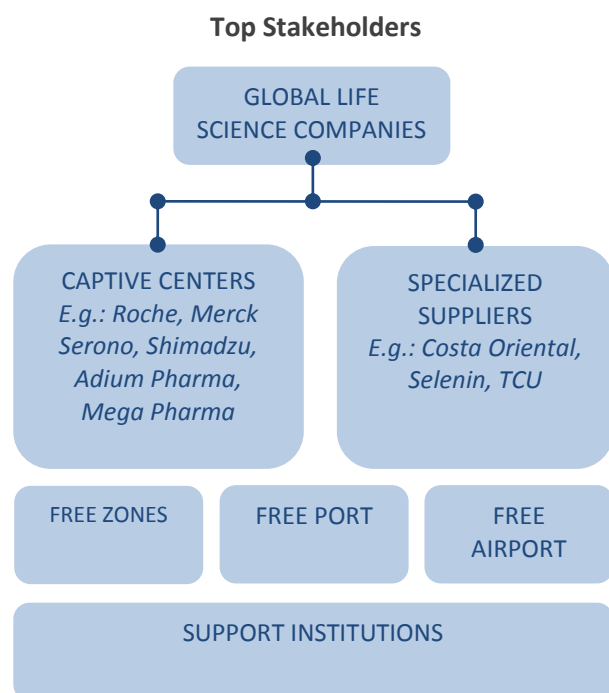 Top Stakeholders
GLOBAL LIFE
SCIENCE COMPANIES
CAPTIVE CENTERS
E.g.: Roche, Merck
Serono, Shimadzu,
Adium Pharma,
Mega Pharma
SPECIALIZED
SUPPLIERS
E.g.: Costa Oriental,
Selenin, TCU
FREE ZONES
FREE PORT
FREE
AIRPORT
SUPPORT INSTITUTIONS